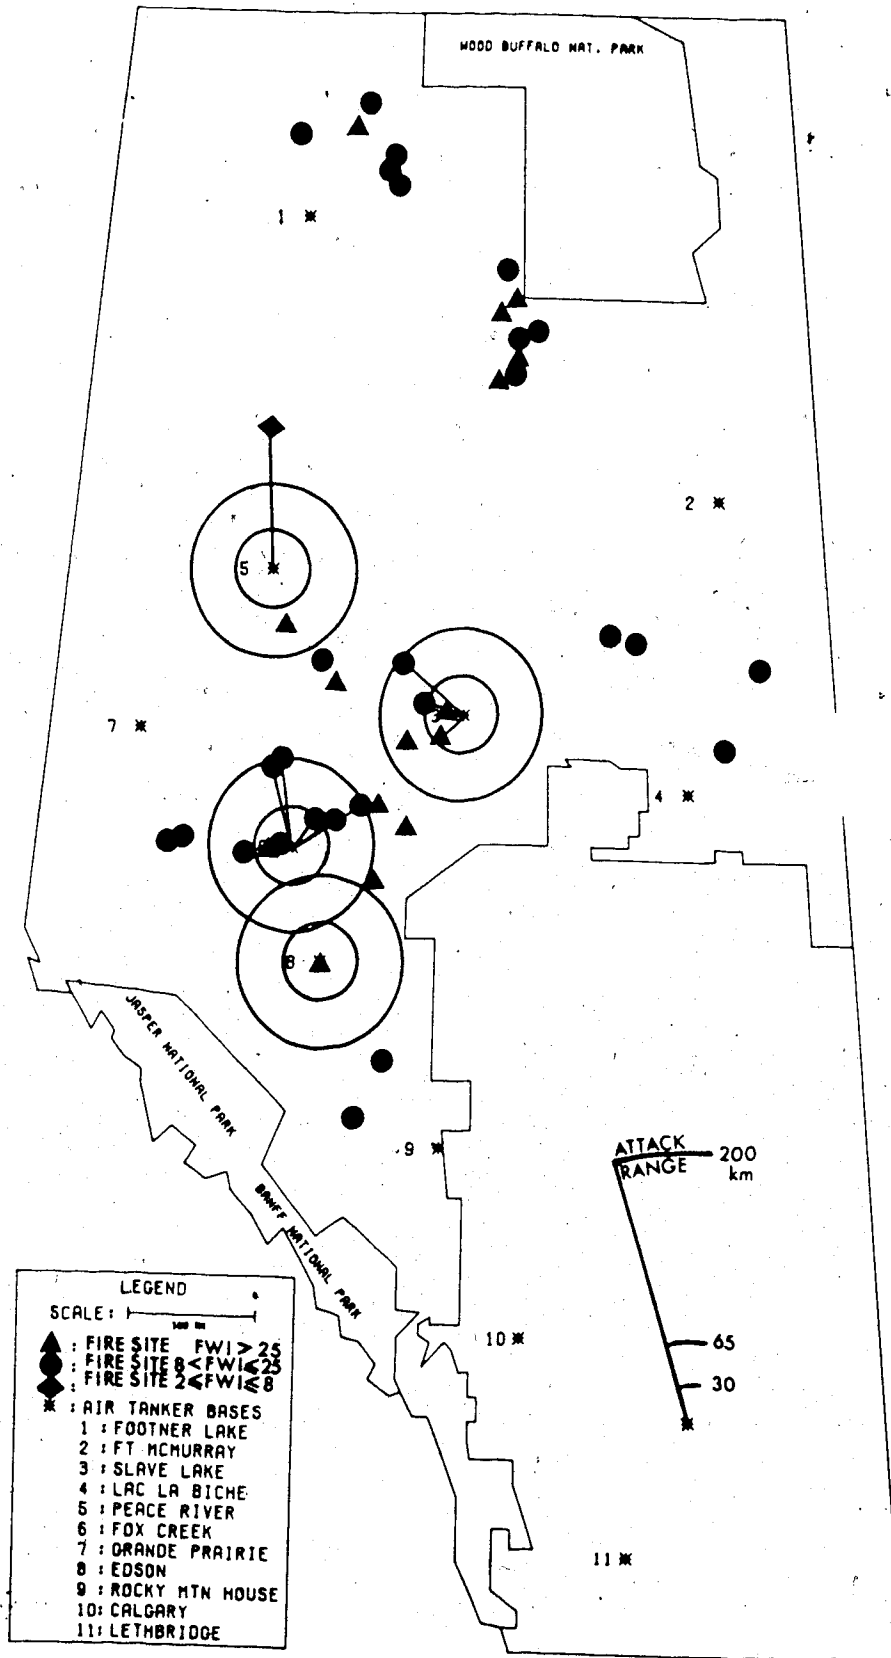 WOOD BUFFALO NAT. PARK
1
2
5
7
4
8
JASPER NATIONAL PARK
9
ATTACK
RANGE
200
km
BANFF NATIONAL PARK
65
30
10
11
LEGEND
SCALE:
▲ : FIRE SITE FWI > 25
● : FIRE SITE 8 < FWI ≤ 25
◆ : FIRE SITE 2 ≤ FWI ≤ 8
* : AIR TANKER BASES
1 : FOOTNER LAKE
2 : FT MCMURRAY
3 : SLAVE LAKE
4 : LAC LA BICHE
5 : PEACE RIVER
6 : FOX CREEK
7 : GRANDE PRAIRIE
8 : EDSON
9 : ROCKY MTN HOUSE
10: CALGARY
11: LETHBRIDGE